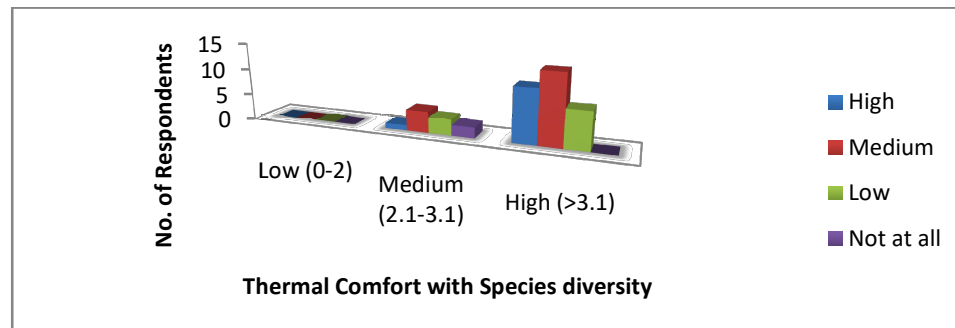 No. of Respondents
15
10
5
0
Low (0-2)
Medium
(2.1-3.1)
High (>3.1)
Thermal Comfort with Species diversity
High
Medium
Low
Not at all